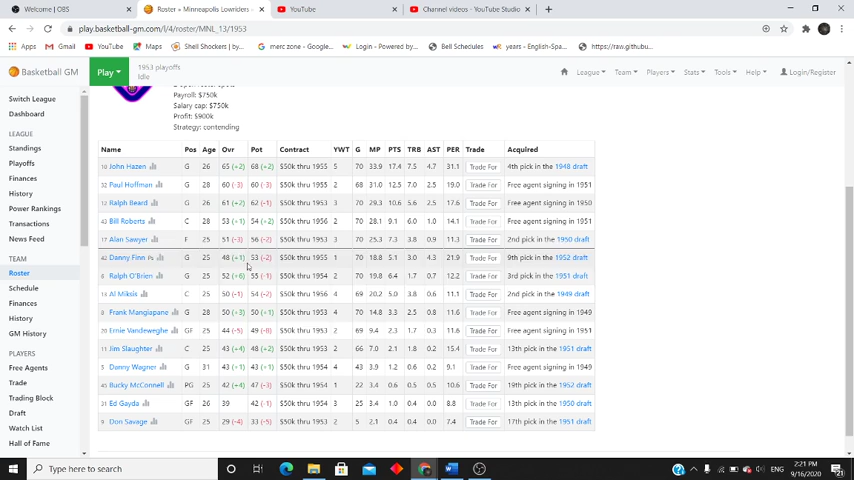 Welcome | OBS
Roster » Minneapolis Lowriders
YouTube
Channel videos - YouTube Studio
play.basketball-gm.com/l/4/roster/MNL_13/1953
Apps Gmail YouTube Maps Shell Shockers |-... merc zone - Google... Login - Powered by... Bell Schedules years - English-Spa... https://raw.githubu...
Basketball GM
Play
1953 playoffs
Idle
League Team Players Stats Tools Help Login/Register
Switch League
Dashboard
LEAGUE
Standings
Playoffs
Finances
History
Power Rankings
Transactions
News Feed
TEAM
Roster
Schedule
Finances
History
GM History
PLAYERS
Free Agents
Trade
Trading Block
Draft
Watch List
Hall of Fame
Payroll: $750k
Salary cap: $750k
Profit: $900k
Strategy: contending
Name Pos Age Ovr Pot Contract YWT G MP PTS TRB AST PER Trade Acquired
10 John Hazen G 26 65 (+2) 68 (+2) $50k thru 1955 5 70 33.9 17.4 7.5 4.7 31.1 Trade For 4th pick in the 1948 draft
32 Paul Hoffman G 28 60 (-3) 60 (-3) $50k thru 1955 2 68 31.0 12.5 7.0 2.5 19.0 Trade For Free agent signing in 1951
12 Ralph Beard G 26 61 (+2) 62 (-1) $50k thru 1953 3 70 29.3 10.6 5.6 2.5 17.6 Trade For Free agent signing in 1950
43 Bill Roberts C 28 53 (+1) 54 (+2) $50k thru 1956 2 70 28.1 9.1 6.0 1.0 14.1 Trade For Free agent signing in 1951
17 Alan Sawyer F 25 51 (-3) 56 (-2) $50k thru 1953 3 70 25.3 7.3 3.8 0.9 11.3 Trade For 2nd pick in the 1950 draft
42 Danny Finn Ps G 25 48 (+1) 53 (-2) $50k thru 1955 1 70 18.8 5.1 3.0 4.3 21.9 Trade For 9th pick in the 1952 draft
8 Ralph O'Brien G 25 52 (+6) 55 (-1) $50k thru 1954 2 70 19.8 6.4 1.7 0.7 12.2 Trade For 3rd pick in the 1951 draft
14 Al Miksis C 25 50 (-1) 54 (-2) $50k thru 1956 4 69 20.2 5.0 3.8 0.6 11.1 Trade For 2nd pick in the 1949 draft
8 Frank Mangiapane G 28 50 (+3) 50 (+1) $50k thru 1953 4 70 14.8 3.3 2.5 0.8 11.6 Trade For Free agent signing in 1949
20 Ernie Vandeweghe GF 25 44 (-5) 49 (-8) $50k thru 1953 2 69 9.4 2.3 1.7 0.3 11.6 Trade For Free agent signing in 1951
11 Jim Slaughter C 25 43 (+4) 48 (+2) $50k thru 1953 2 66 7.0 2.1 1.8 0.2 15.4 Trade For 13th pick in the 1951 draft
5 Danny Wagner G 31 43 (+1) 43 (+1) $50k thru 1954 4 43 3.9 1.2 0.6 0.2 9.1 Trade For Free agent signing in 1949
45 Bucky McConnell PG 25 42 (+4) 47 (-3) $50k thru 1954 1 22 3.4 0.6 0.5 0.5 10.6 Trade For 19th pick in the 1952 draft
31 Ed Gayda GF 26 39 42 (-1) $50k thru 1954 3 25 3.4 1.0 0.4 0.0 8.8 Trade For 13th pick in the 1950 draft
9 Don Savage GF 25 29 (-4) 33 (-5) $50k thru 1953 2 5 2.1 0.4 0.4 0.0 7.4 Trade For 17th pick in the 1951 draft
Type here to search
2:21 PM
9/16/2020